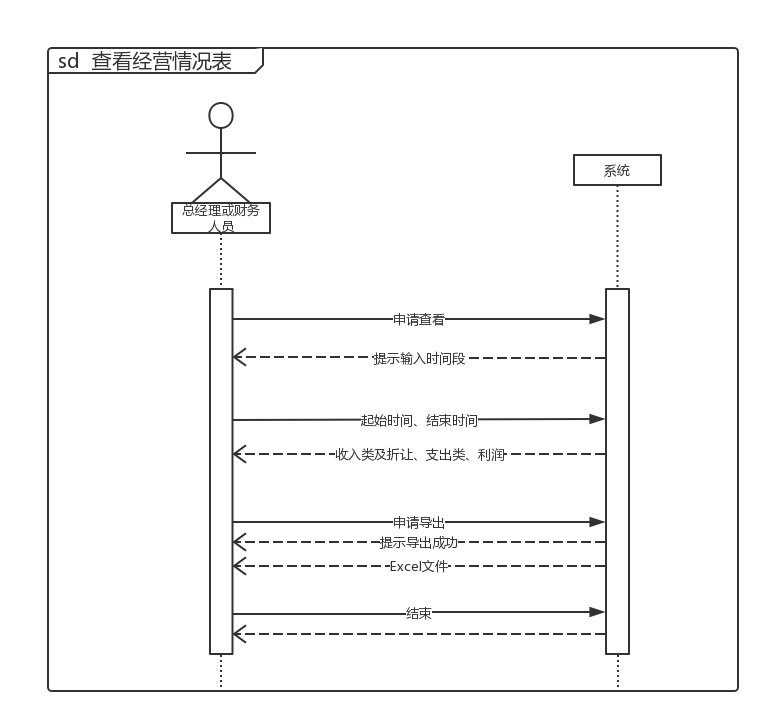 sd 查看经营情况表
系统
总经理或财务
人员
申请查看
提示输入时间段
起始时间、结束时间
收入类及折让、支出类、利润
申请导出
提示导出成功
Excel文件
结束